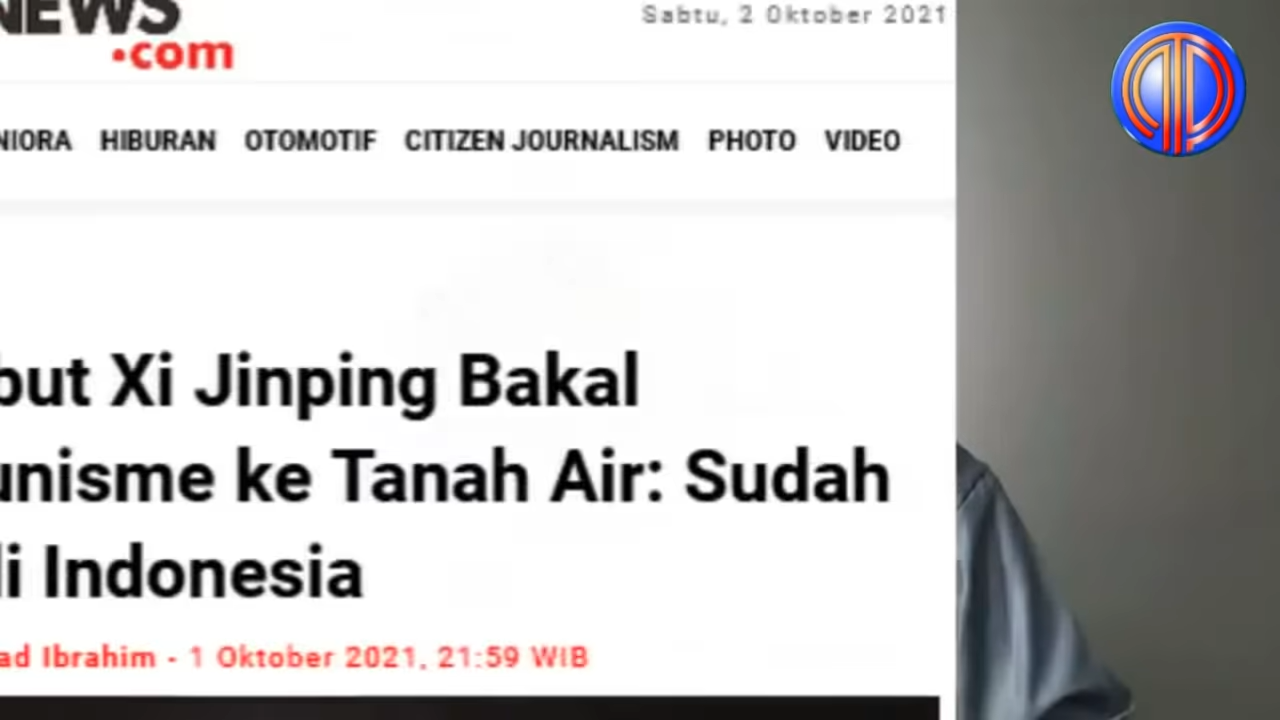 NEWS
.com
Sabtu, 2 Oktober 2021
NIORA HIBURAN OTOMOTIF CITIZEN JOURNALISM PHOTO VIDEO
but Xi Jinping Bakal
unisme ke Tanah Air: Sudah
di Indonesia
ad Ibrahim - 1 Oktober 2021, 21:59 WIB